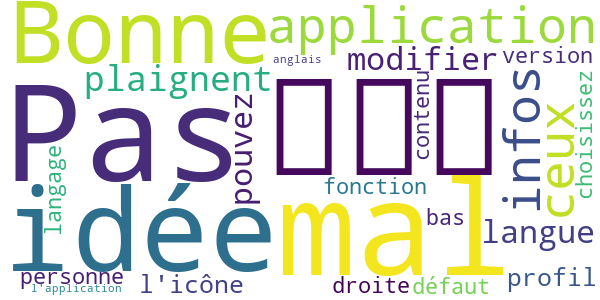 Bonne
application
anglais
modifier
version
plaignent
Pas
pouvez
contenu
infos
ceux
choisissez
langage
idée
mal
fonction
bas
langue
personne
l'application
l'icône
droite
défaut
profil